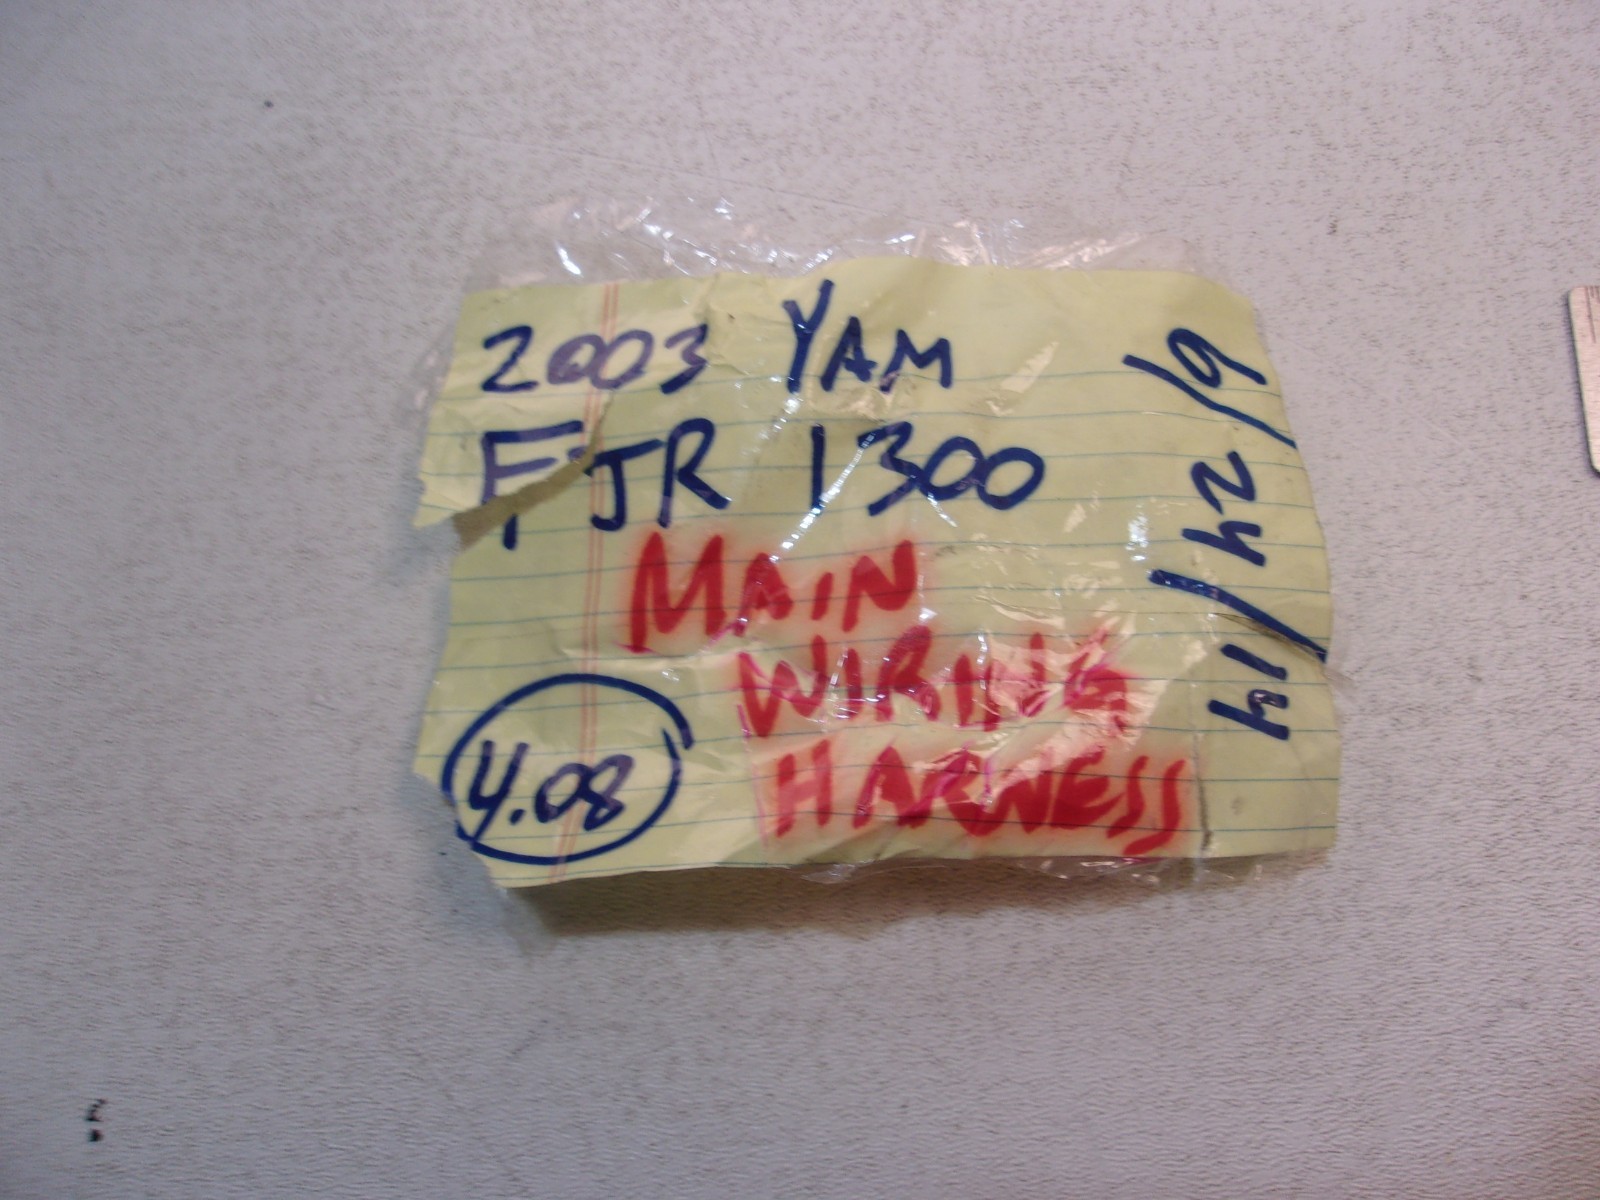 2003 YAM
FJR 1300
MAIN
WIRING
HARNESS
4.08
6/24/14